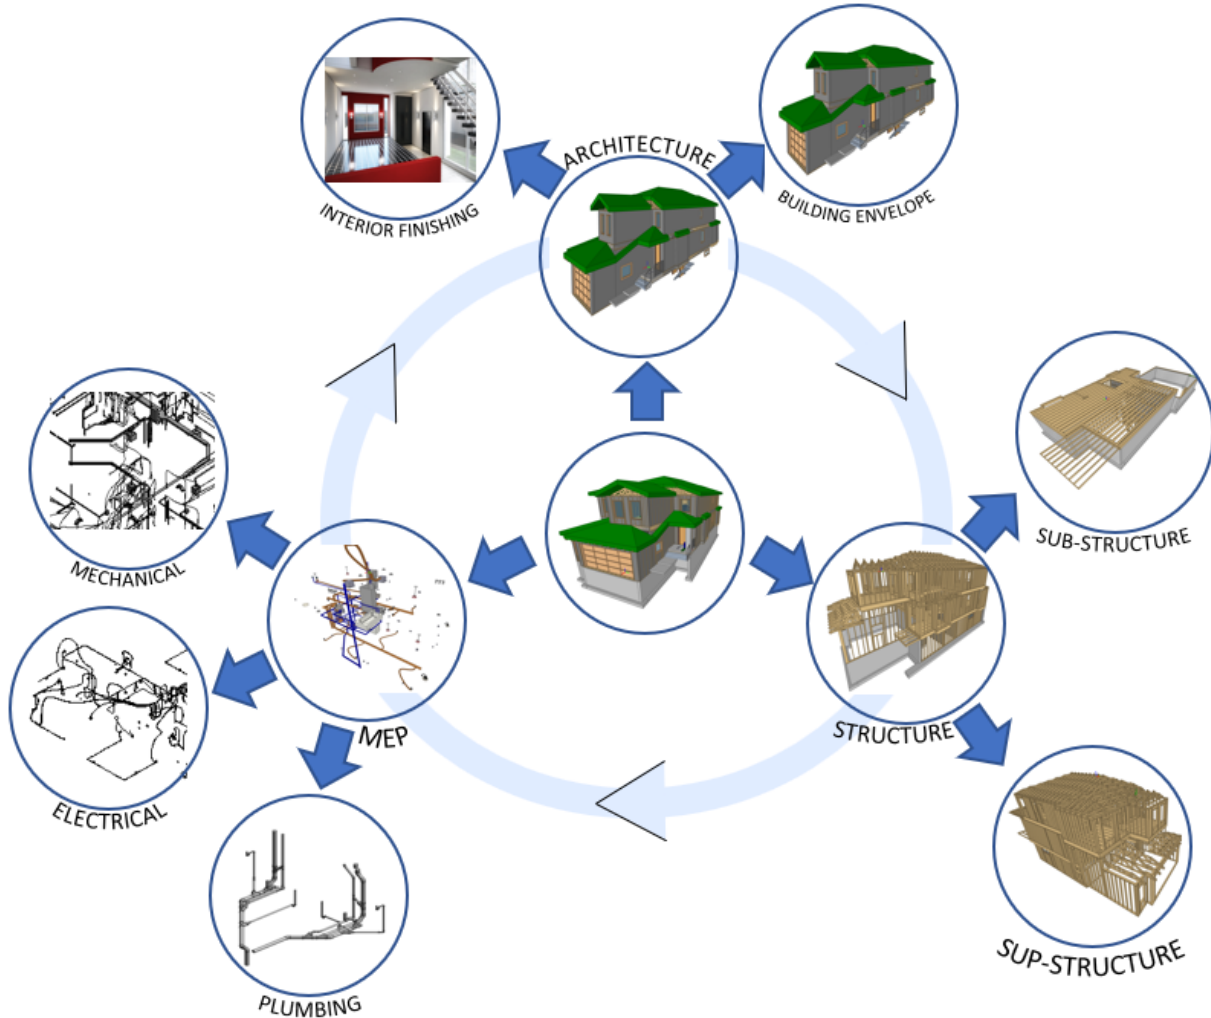 ARCHITECTURE
INTERIOR FINISHING
BUILDING ENVELOPE
SUB-STRUCTURE
MECHANICAL
STRUCTURE
MEP
ELECTRICAL
SUP-STRUCTURE
PLUMBING